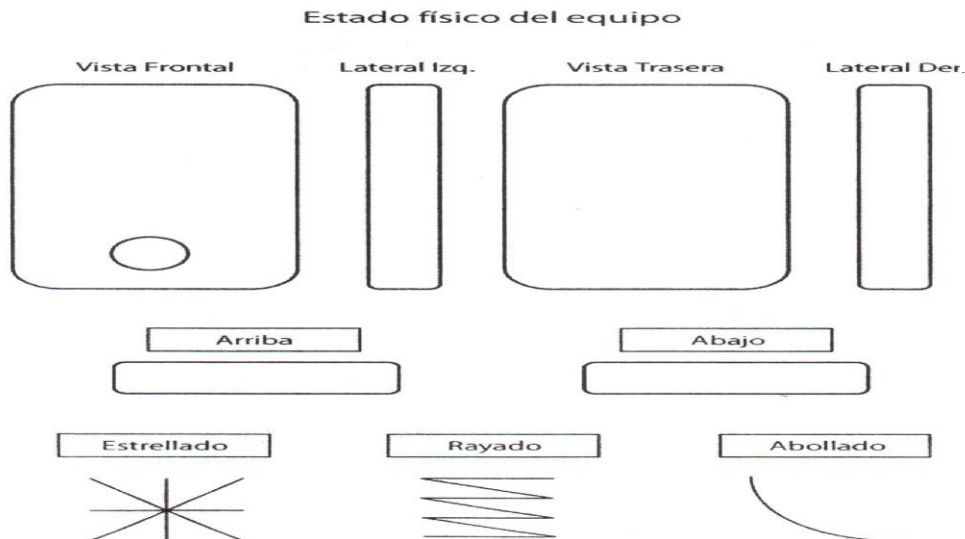 Estado físico del equipo
Vista Frontal Lateral Izq. Vista Trasera Lateral Der.
Arriba Abajo
Estrellado Rayado Abollado